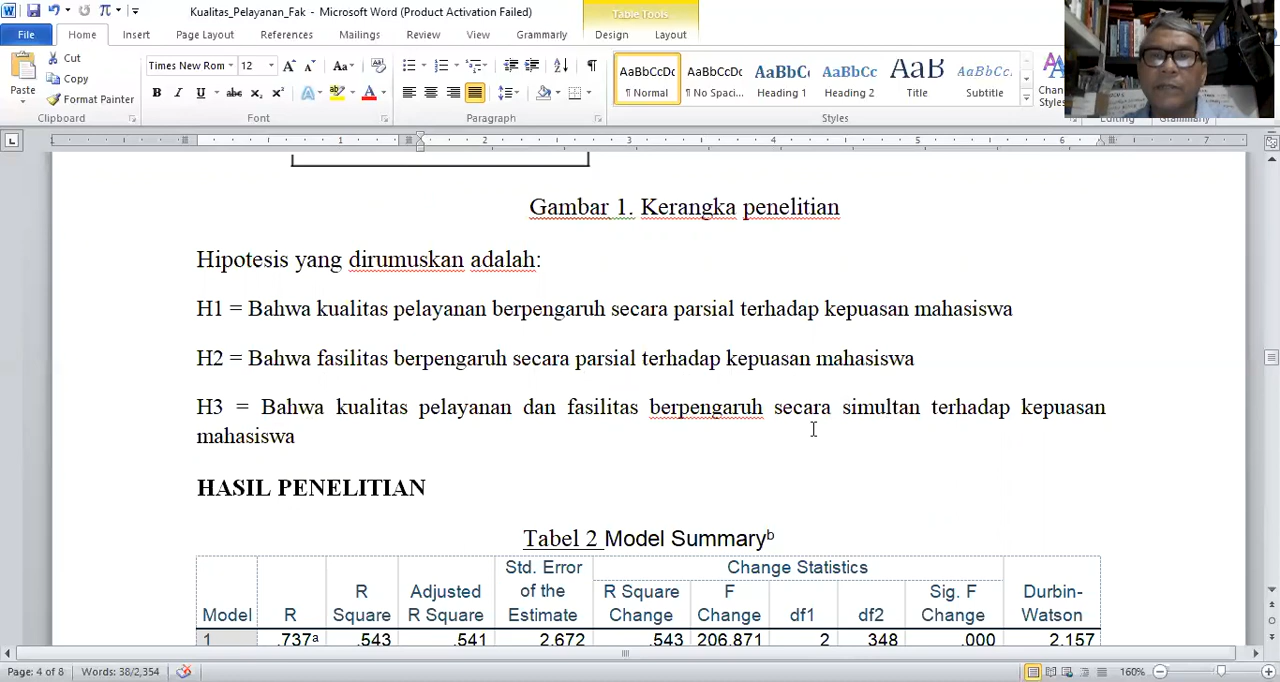 Kualitas_Pelayanan_Fak - Microsoft Word (Product Activation Failed)
Table Tools
File Home Insert Page Layout References Mailings Review View Grammarly Design Layout
Cut
Copy
Format Painter
Paste
Clipboard
Times New Rom 12
Font
Paragraph
AaBbCcDc AaBbCcDc AaBbC AaBbCc AaB AaBbCc.
¶ Normal ¶ No Spaci... Heading 1 Heading 2 Title Subtitle
Styles
Gambar 1. Kerangka penelitian
Hipotesis yang dirumuskan adalah:
H1 = Bahwa kualitas pelayanan berpengaruh secara parsial terhadap kepuasan mahasiswa
H2 = Bahwa fasilitas berpengaruh secara parsial terhadap kepuasan mahasiswa
H3 = Bahwa kualitas pelayanan dan fasilitas berpengaruh secara simultan terhadap kepuasan
mahasiswa
HASIL PENELITIAN
Tabel 2 Model Summaryᵇ
Std. Error Change Statistics
R Adjusted of the R Square F Sig. F Durbin-
Model R Square R Square Estimate Change Change df1 df2 Change Watson
1 .737ᵃ .543 .541 2.672 .543 206.871 2 348 .000 2.157
Page: 4 of 8 Words: 38/2,354 160%